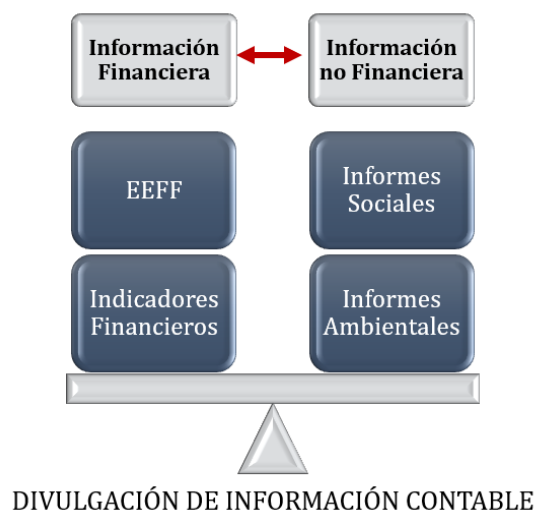 Información
Financiera
Información
no Financiera
EEFF
Informes
Sociales
Indicadores
Financieros
Informes
Ambientales
DIVULGACIÓN DE INFORMACIÓN CONTABLE